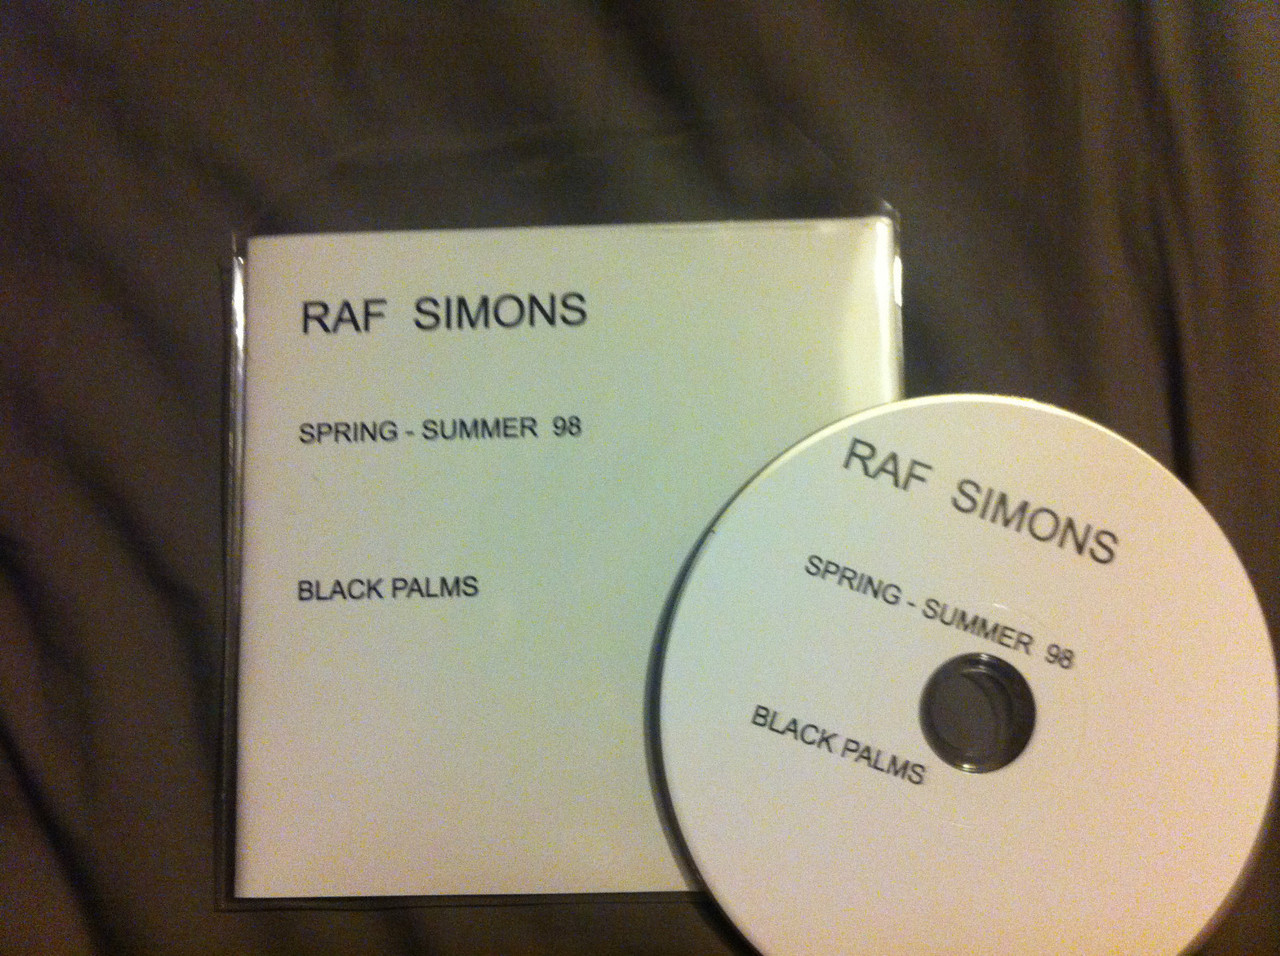 RAF SIMONS
SPRING - SUMMER 98
BLACK PALMS
RAF SIMONS
SPRING - SUMMER 98
BLACK PALMS